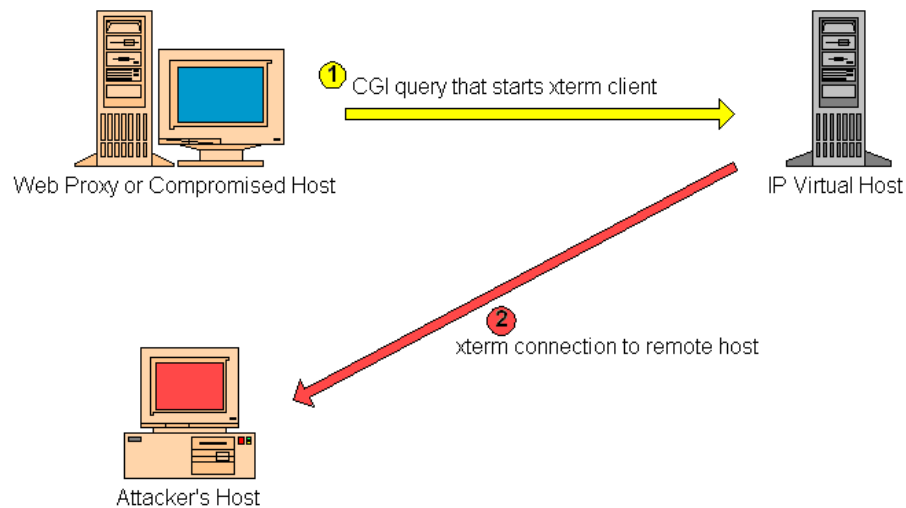 1
CGI query that starts xterm client
Web Proxy or Compromised Host
IP Virtual Host
2
xterm connection to remote host
Attacker's Host